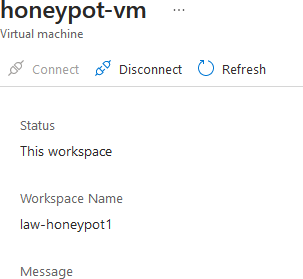 honeypot-vm ...
Virtual machine
Connect Disconnect Refresh
Status
This workspace
Workspace Name
law-honeypot1
Message